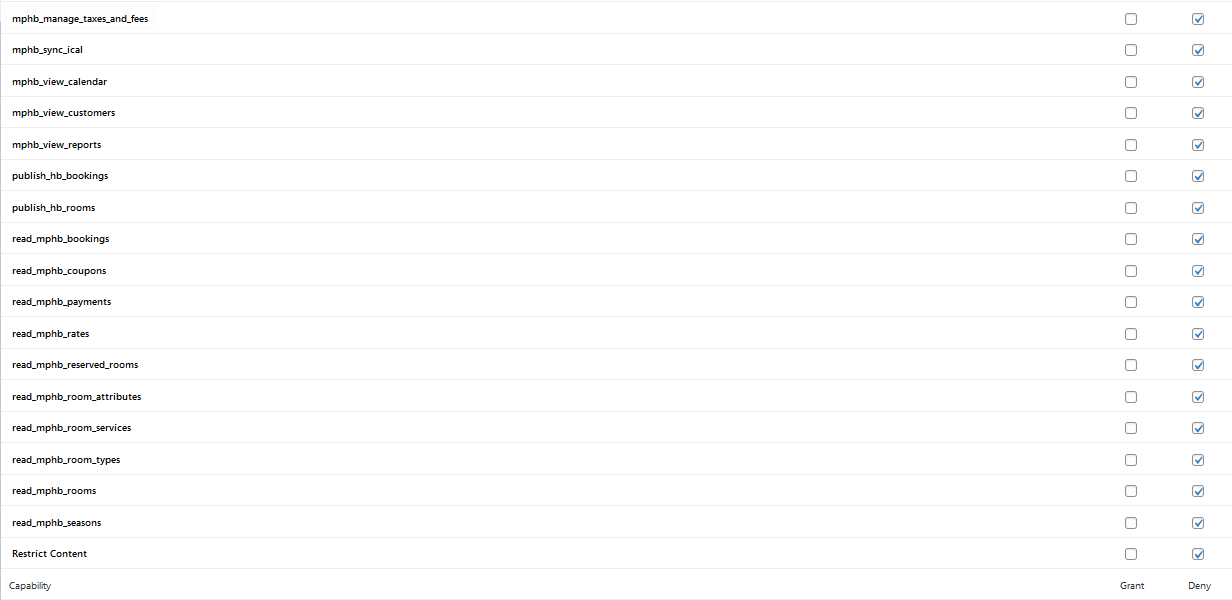 mphb_manage_taxes_and_fees
mphb_sync_ical
mphb_view_calendar
mphb_view_customers
mphb_view_reports
publish_hb_bookings
publish_hb_rooms
read_mphb_bookings
read_mphb_coupons
read_mphb_payments
read_mphb_rates
read_mphb_reserved_rooms
read_mphb_room_attributes
read_mphb_room_services
read_mphb_room_types
read_mphb_rooms
read_mphb_seasons
Restrict Content
Capability Grant Deny